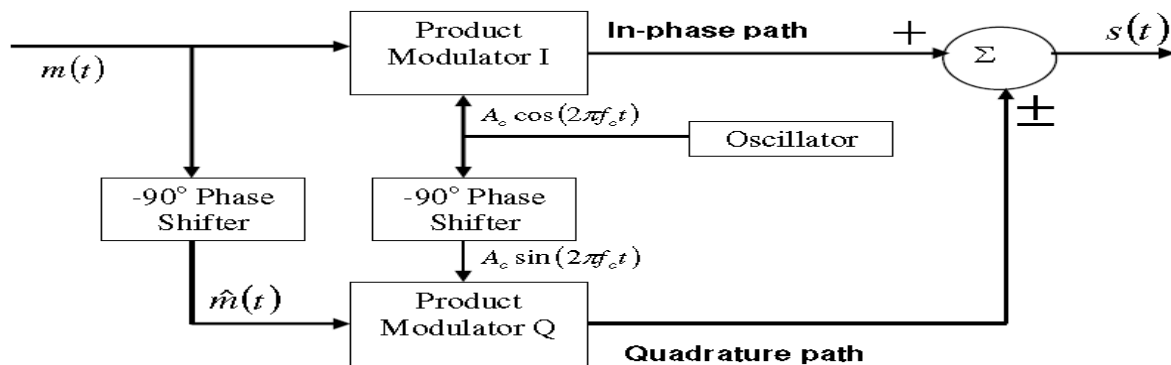 Product
Modulator I
In-phase path
+
s(t)
m(t)
Σ
A_c cos(2πf_c t)
±
Oscillator
-90° Phase
Shifter
-90° Phase
Shifter
A_c sin(2πf_c t)
m̂(t)
Product
Modulator Q
Quadrature path